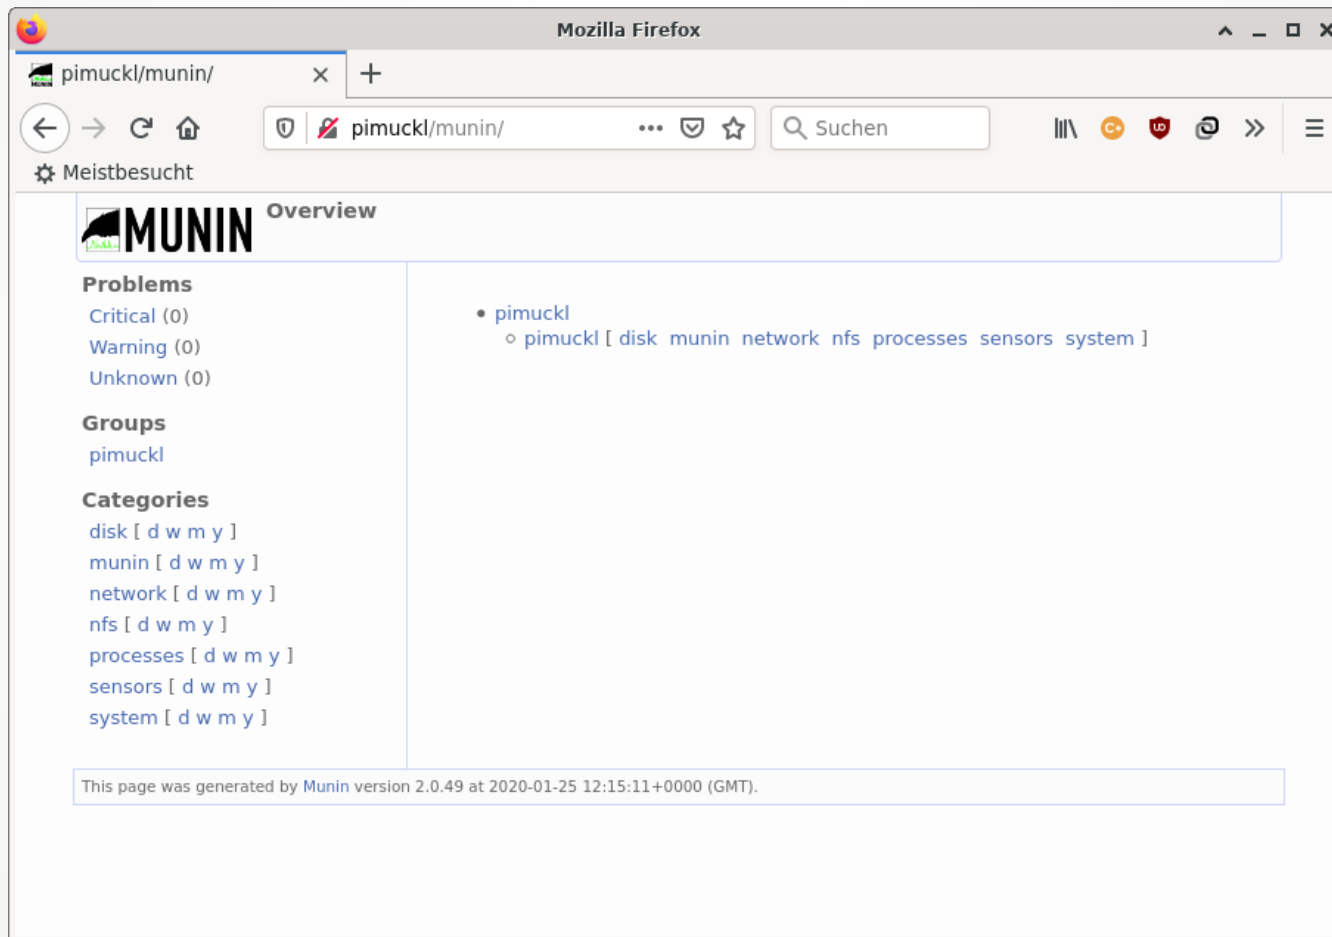 Mozilla Firefox
pimuckl/munin/
pimuckl/munin/
Suchen
Meistbesucht
MUNIN
Overview
Problems
Critical (0)
Warning (0)
Unknown (0)
Groups
pimuckl
Categories
disk [ d w m y ]
munin [ d w m y ]
network [ d w m y ]
nfs [ d w m y ]
processes [ d w m y ]
sensors [ d w m y ]
system [ d w m y ]
pimuckl
pimuckl [ disk munin network nfs processes sensors system ]
This page was generated by Munin version 2.0.49 at 2020-01-25 12:15:11+0000 (GMT).